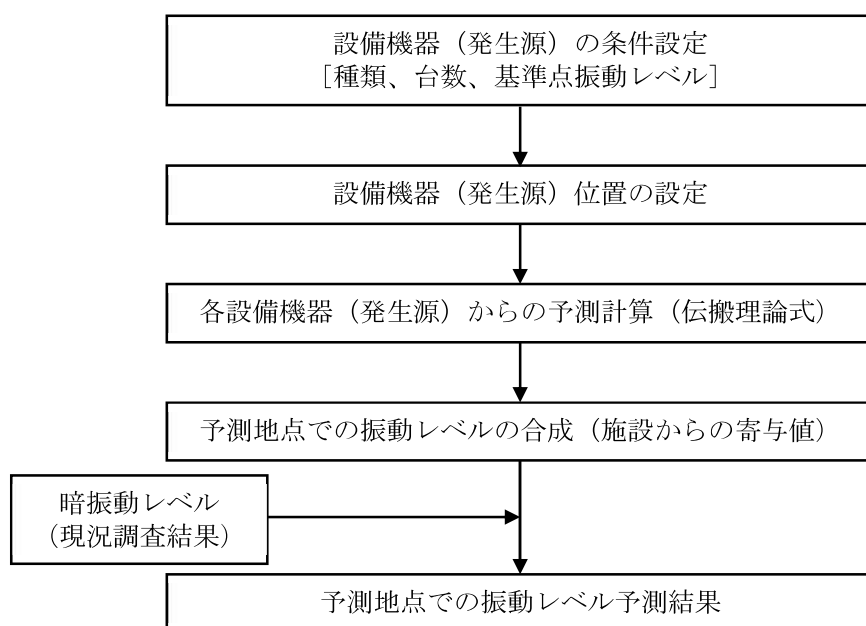 設備機器（発生源）の条件設定
［種類、台数、基準点振動レベル］
設備機器（発生源）位置の設定
各設備機器（発生源）からの予測計算（伝搬理論式）
予測地点での振動レベルの合成（施設からの寄与値）
暗振動レベル
（現況調査結果）
予測地点での振動レベル予測結果